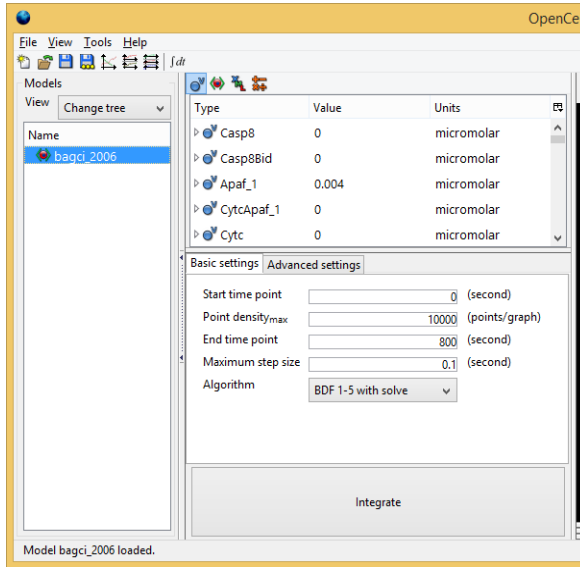 OpenCe
File View Tools Help
∫dt
Models
View Change tree
Name
bagci_2006
Type Value Units
Casp8 0 micromolar
Casp8Bid 0 micromolar
Apaf_1 0.004 micromolar
CytcApaf_1 0 micromolar
Cytc 0 micromolar
Basic settings Advanced settings
Start time point 0 (second)
Point densitymax 10000 (points/graph)
End time point 800 (second)
Maximum step size 0.1 (second)
Algorithm BDF 1-5 with solve
Integrate
Model bagci_2006 loaded.